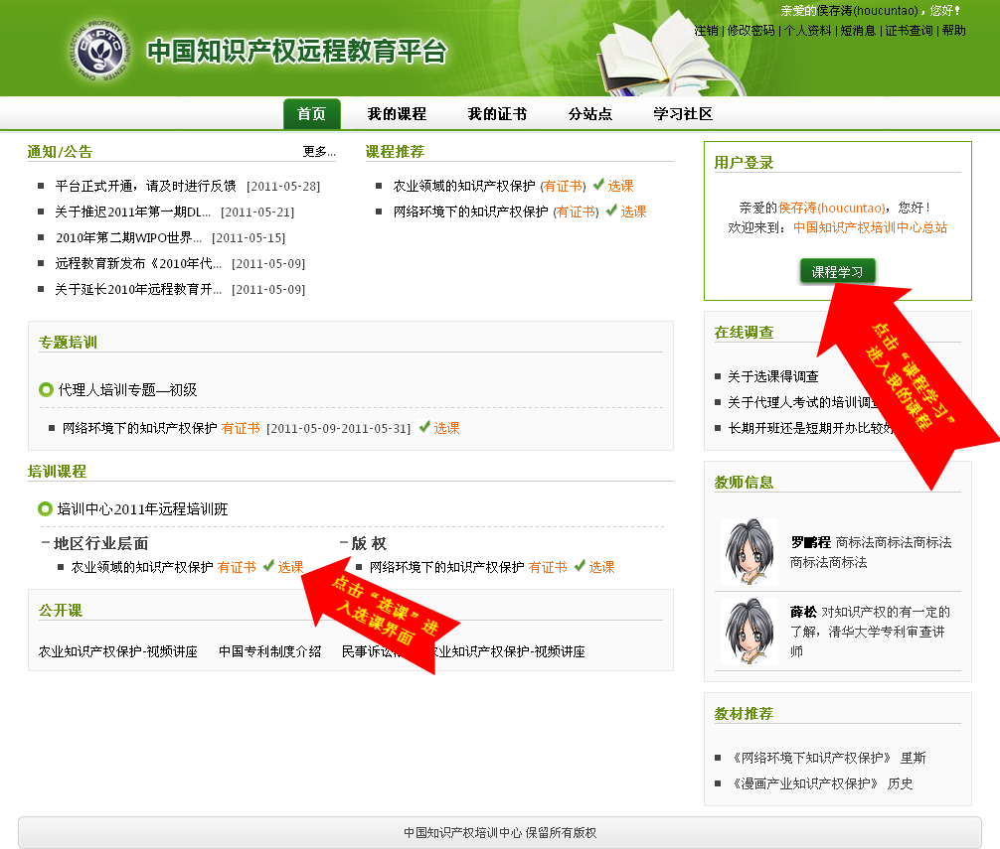 亲爱的侯存涛(houcuntao)，您好!
注销 | 修改密码 | 个人资料 | 短消息 | 证书查询 | 帮助
INTELLECTUAL PROPERTY TRAINING CENTER
IPTC
中国知识产权远程教育平台
首页 我的课程 我的证书 分站点 学习社区
通知/公告 更多...
平台正式开通，请及时进行反馈 [2011-05-28]
关于推迟2011年第一期DL... [2011-05-21]
2010年第二期WIPO世界... [2011-05-15]
远程教育新发布《2010年代... [2011-05-09]
关于延长2010年远程教育开... [2011-05-09]
课程推荐
农业领域的知识产权保护 (有证书) 选课
网络环境下的知识产权保护 (有证书) 选课
用户登录
亲爱的侯存涛(houcuntao)，您好！
欢迎来到：中国知识产权培训中心总站
课程学习
点击“课程学习”
进入我的课程
专题培训
代理人培训专题—初级
网络环境下的知识产权保护 有证书 [2011-05-09-2011-05-31] 选课
培训课程
培训中心2011年远程培训班
地区行业层面
农业领域的知识产权保护 有证书 选课
版 权
网络环境下的知识产权保护 有证书 选课
点击“选课”进
入选课界面
公开课
农业知识产权保护-视频讲座 中国专利制度介绍 民事诉讼 农业知识产权保护-视频讲座
在线调查
关于选课得调查
关于代理人考试的培训调查
长期开班还是短期开办比较好
教师信息
罗鹏程 商标法商标法商标法
商标法商标法
薛松 对知识产权的有一定的
了解，清华大学专利审查讲
师
教材推荐
《网络环境下知识产权保护》 里斯
《漫画产业知识产权保护》 历史
中国知识产权培训中心 保留所有版权